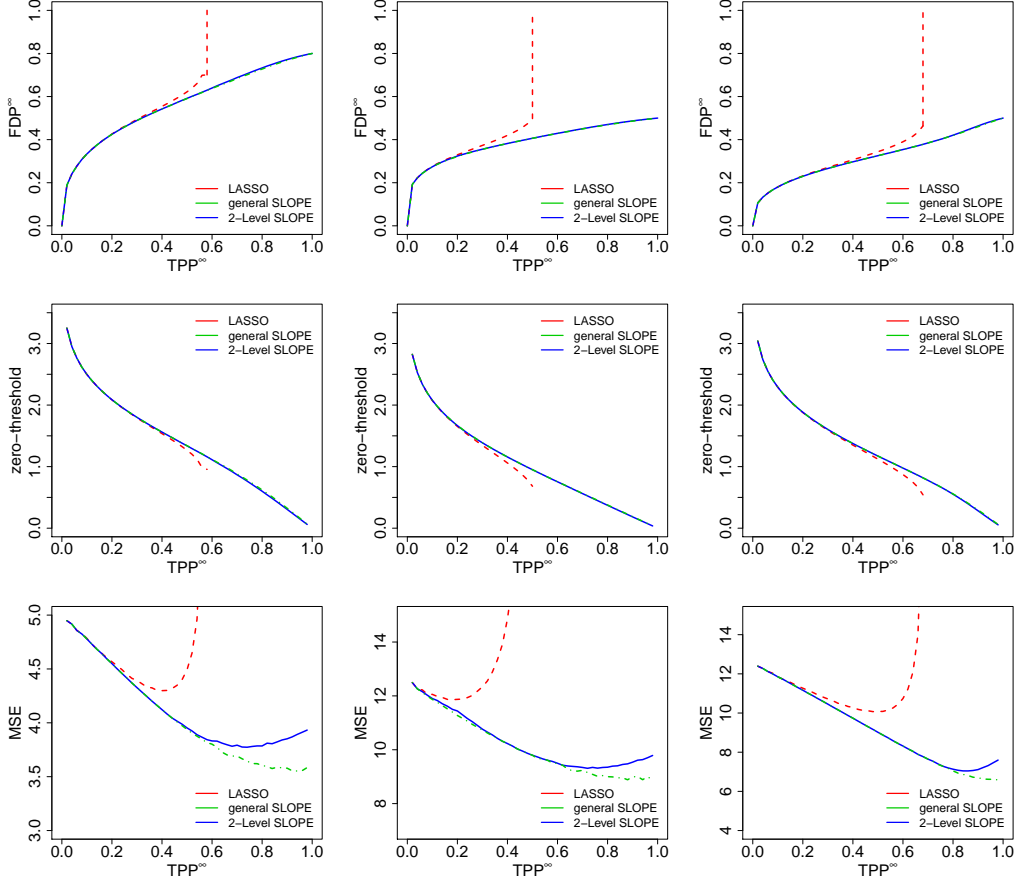 FDP∞
0.0 0.2 0.4 0.6 0.8 1.0
LASSO
general SLOPE
2−Level SLOPE
0.0 0.2 0.4 0.6 0.8 1.0
TPP∞
FDP∞
0.0 0.2 0.4 0.6 0.8 1.0
LASSO
general SLOPE
2−Level SLOPE
0.0 0.2 0.4 0.6 0.8 1.0
TPP∞
FDP∞
0.0 0.2 0.4 0.6 0.8 1.0
LASSO
general SLOPE
2−Level SLOPE
0.0 0.2 0.4 0.6 0.8 1.0
TPP∞
zero−threshold
0.0 1.0 2.0 3.0
LASSO
general SLOPE
2−Level SLOPE
0.0 0.2 0.4 0.6 0.8 1.0
TPP∞
zero−threshold
0.0 1.0 2.0 3.0
LASSO
general SLOPE
2−Level SLOPE
0.0 0.2 0.4 0.6 0.8 1.0
TPP∞
zero−threshold
0.0 1.0 2.0 3.0
LASSO
general SLOPE
2−Level SLOPE
0.0 0.2 0.4 0.6 0.8 1.0
TPP∞
MSE
3.0 3.5 4.0 4.5 5.0
LASSO
general SLOPE
2−Level SLOPE
0.0 0.2 0.4 0.6 0.8 1.0
TPP∞
MSE
8 10 12 14
LASSO
general SLOPE
2−Level SLOPE
0.0 0.2 0.4 0.6 0.8 1.0
TPP∞
MSE
4 6 8 10 12 14
LASSO
general SLOPE
2−Level SLOPE
0.0 0.2 0.4 0.6 0.8 1.0
TPP∞